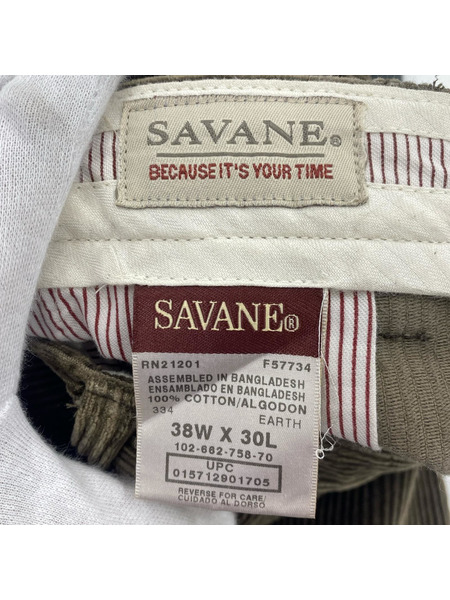 SAVANE®
BECAUSE IT'S YOUR TIME
SAVANE®
RN21201 F57734
ASSEMBLED IN BANGLADESH
ENSAMBLADO EN BANGLADESH
100% COTTON/ALGODON
334 EARTH
38W X 30L
102-662-758-70
UPC
015712901705
REVERSE FOR CARE/
CUIDADO AL DORSO